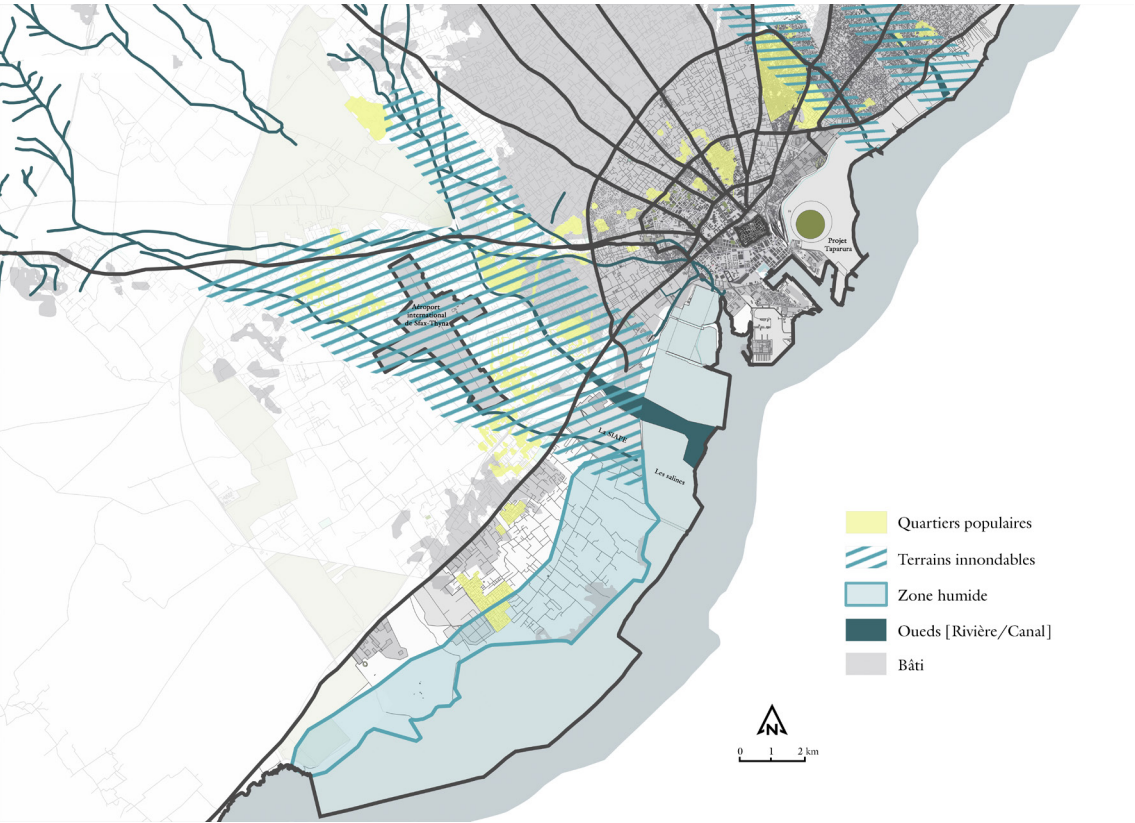 Projet
Taparura
Aéroport
international
de Sfax-Thyna
La SIAPE
Les salines
Quartiers populaires
Terrains innondables
Zone humide
Oueds [Rivière/Canal]
Bâti
N
0 1 2 km